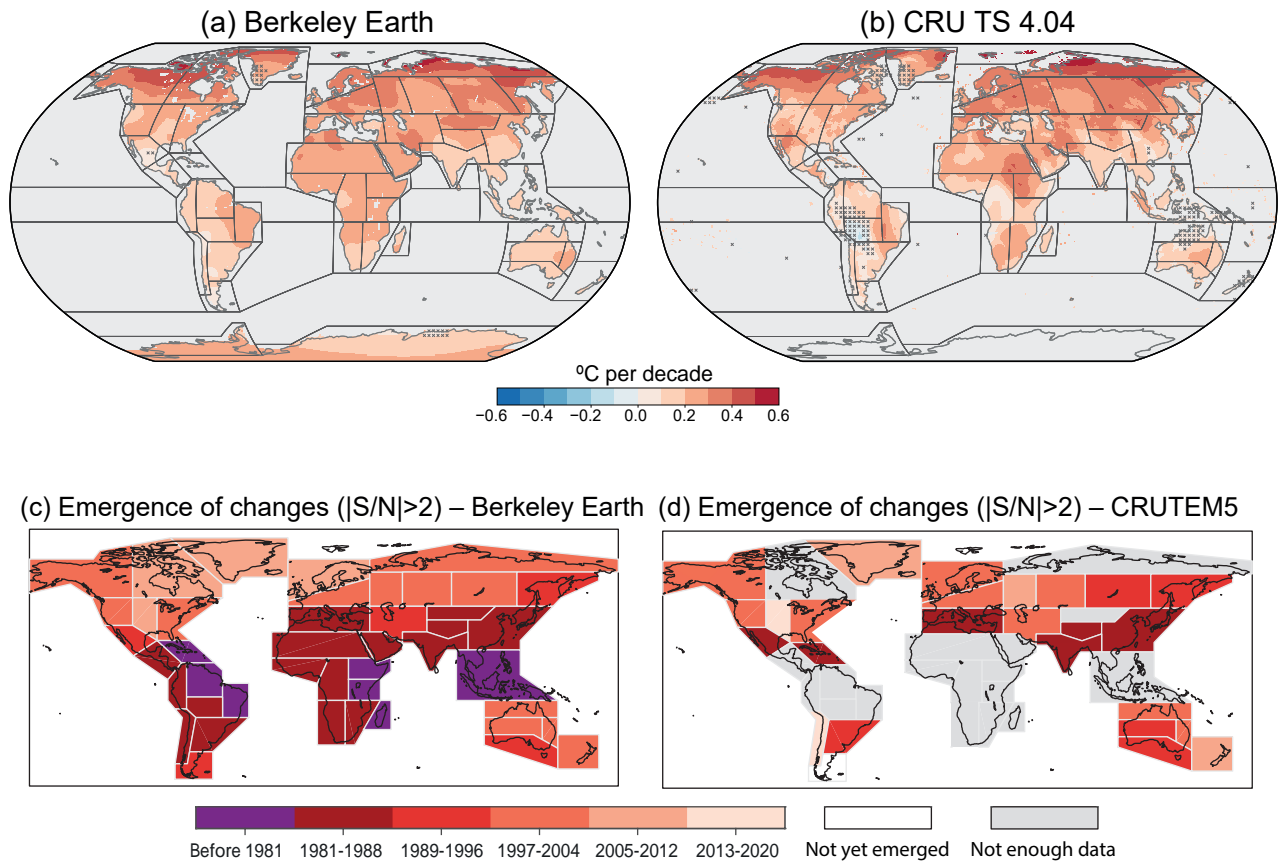 (a) Berkeley Earth
(b) CRU TS 4.04
ºC per decade
−0.6 −0.4 −0.2 0.0 0.2 0.4 0.6
(c) Emergence of changes (|S/N|>2) – Berkeley Earth
(d) Emergence of changes (|S/N|>2) – CRUTEM5
Before 1981 1981-1988 1989-1996 1997-2004 2005-2012 2013-2020 Not yet emerged Not enough data